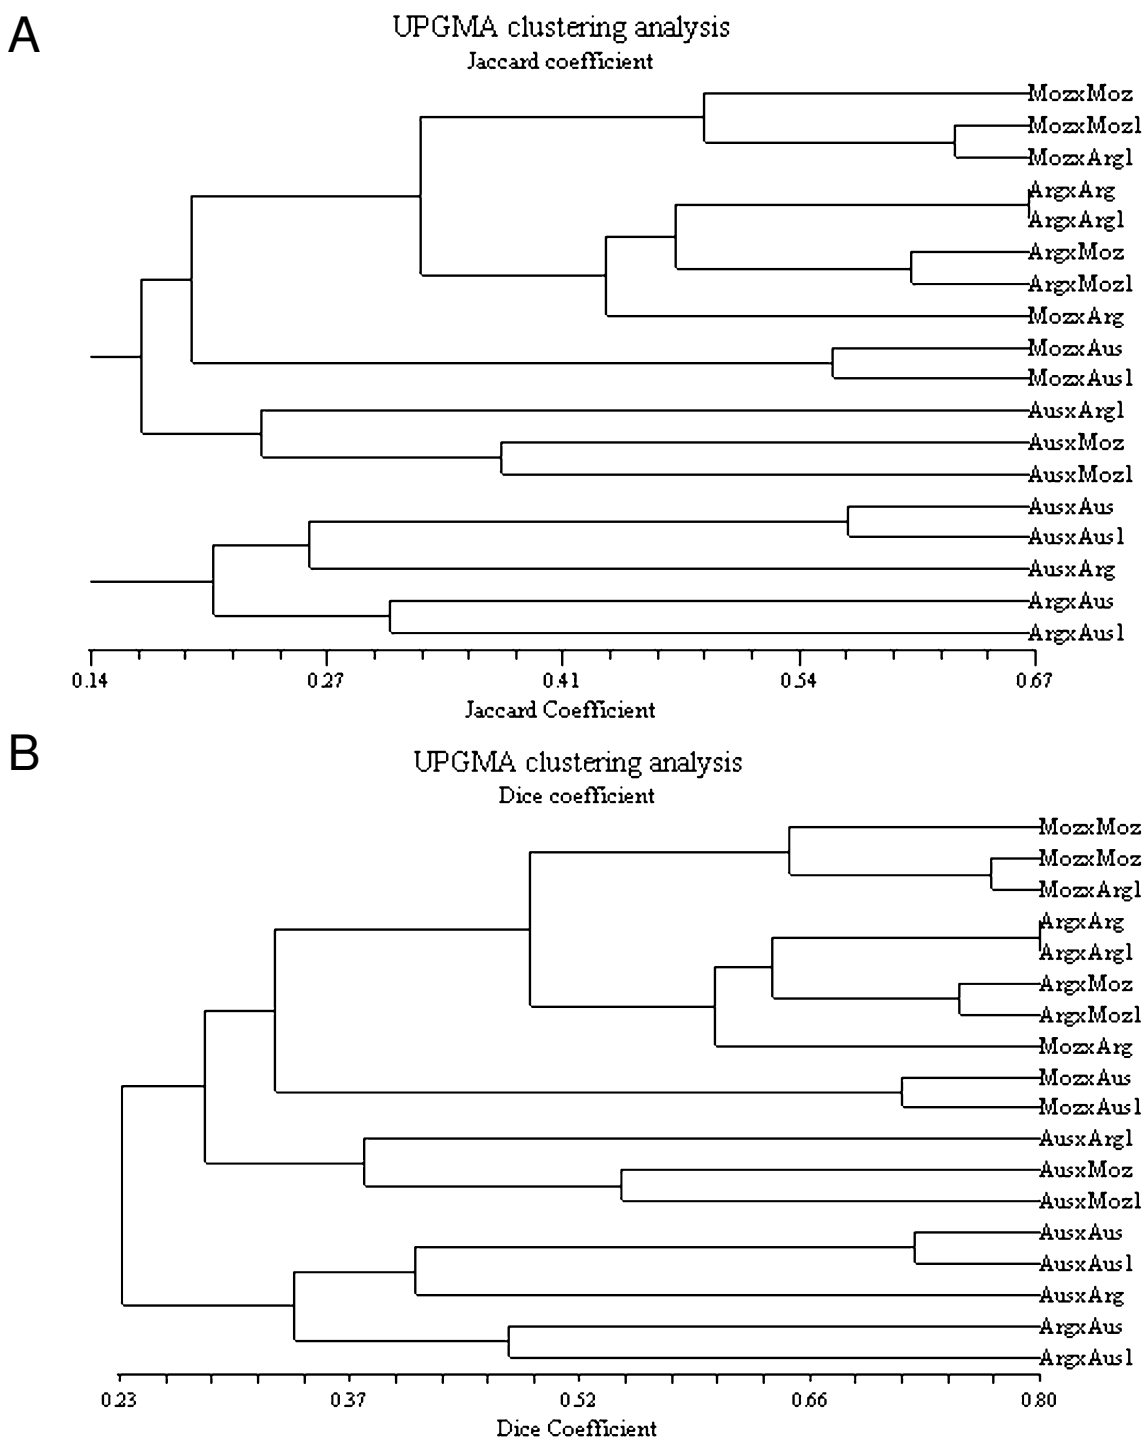 A
UPGMA clustering analysis
Jaccard coefficient
MozxMoz
MozxMoz1
MozxArg1
ArgxArg
ArgxArg1
ArgxMoz
ArgxMoz1
MozxArg
MozxAus
MozxAus1
AusxArg1
AusxMoz
AusxMoz1
AusxAus
AusxAus1
AusxArg
ArgxAus
ArgxAus1
0.14 0.27 0.41 0.54 0.67
Jaccard Coefficient
B
UPGMA clustering analysis
Dice coefficient
MozxMoz
MozxMoz
MozxArg1
ArgxArg
ArgxArg1
ArgxMoz
ArgxMoz1
MozxArg
MozxAus
MozxAus1
AusxArg1
AusxMoz
AusxMoz1
AusxAus
AusxAus1
AusxArg
ArgxAus
ArgxAus1
0.23 0.37 0.52 0.66 0.80
Dice Coefficient